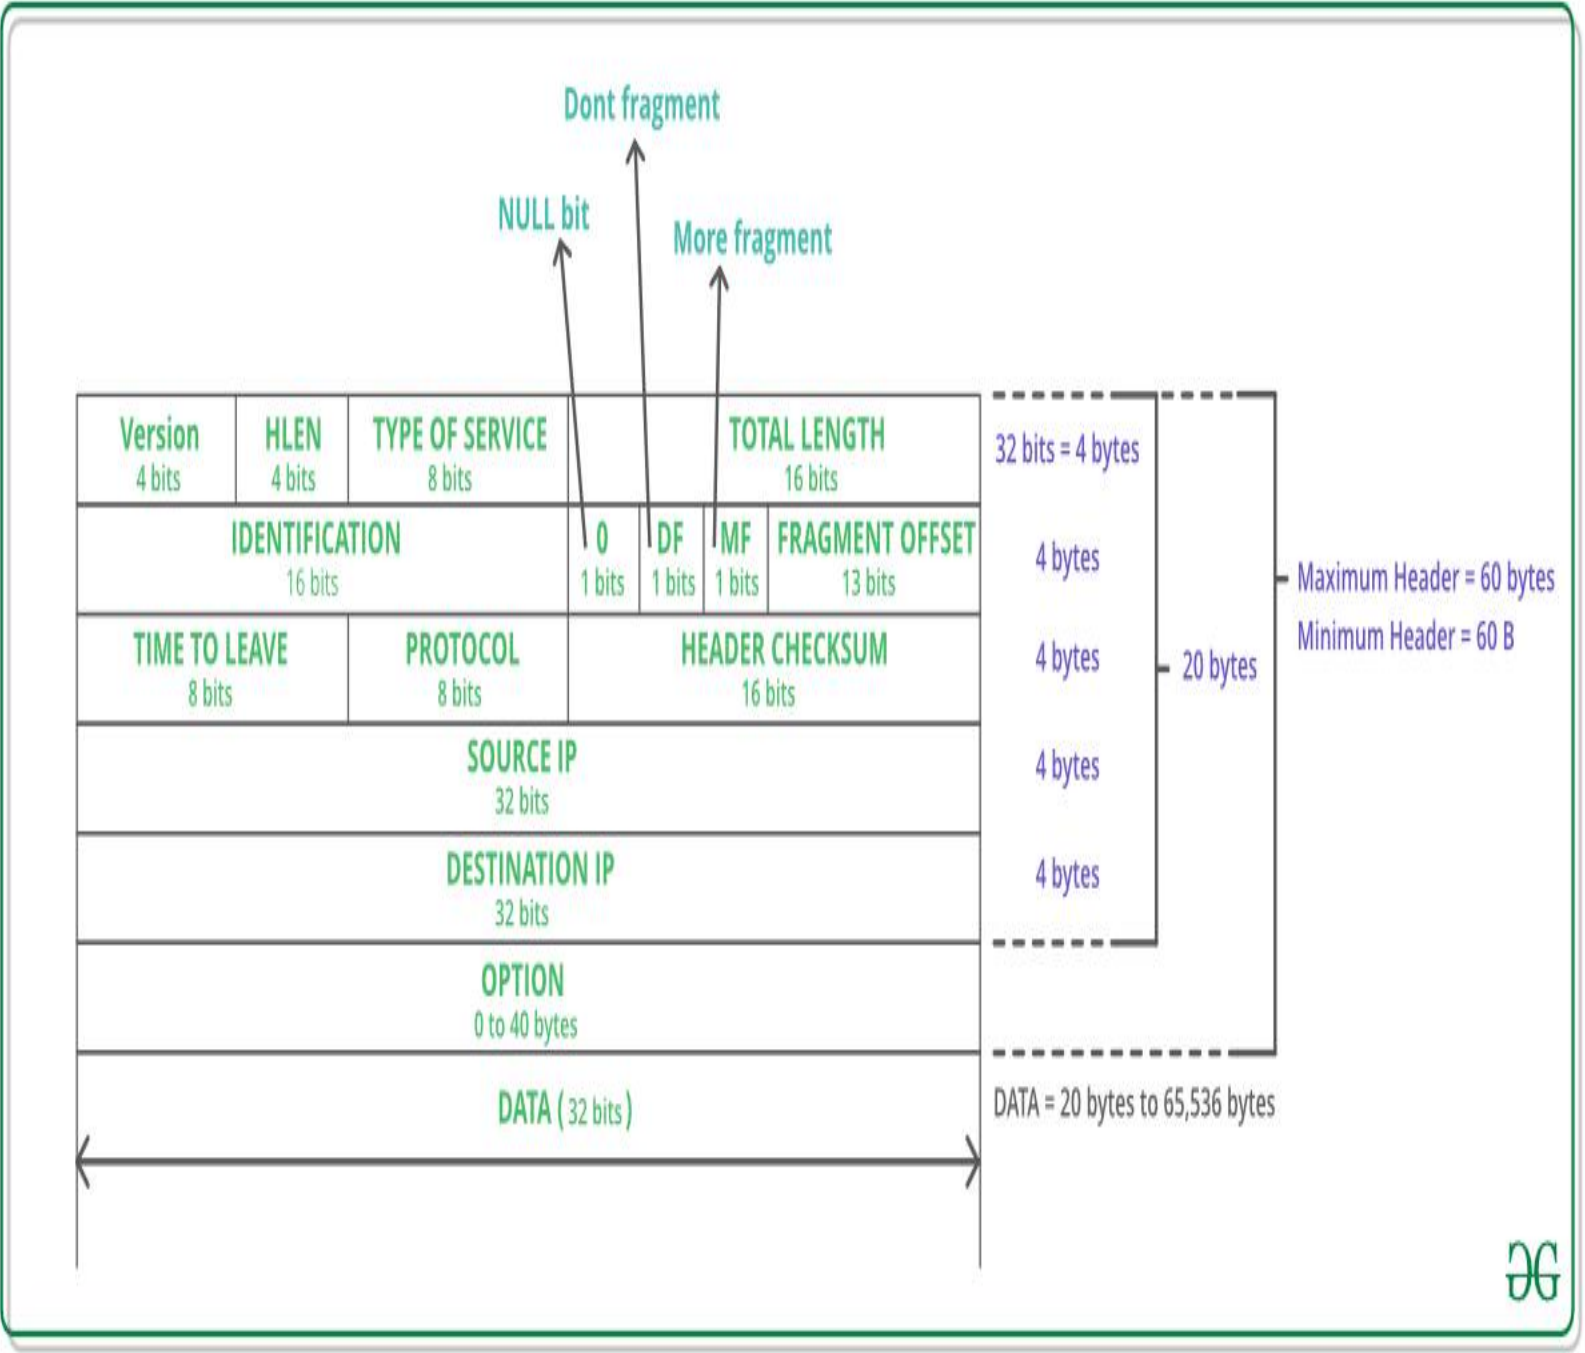 Dont fragment
NULL bit
More fragment
Version HLEN TYPE OF SERVICE TOTAL LENGTH 32 bits = 4 bytes
4 bits 4 bits 8 bits 16 bits
IDENTIFICATION 0 DF MF FRAGMENT OFFSET 4 bytes
16 bits 1 bits 1 bits 1 bits 13 bits
Maximum Header = 60 bytes
Minimum Header = 60 B
TIME TO LEAVE PROTOCOL HEADER CHECKSUM 4 bytes 20 bytes
8 bits 8 bits 16 bits
SOURCE IP 4 bytes
32 bits
DESTINATION IP 4 bytes
32 bits
OPTION
0 to 40 bytes
DATA ( 32 bits ) DATA = 20 bytes to 65,536 bytes